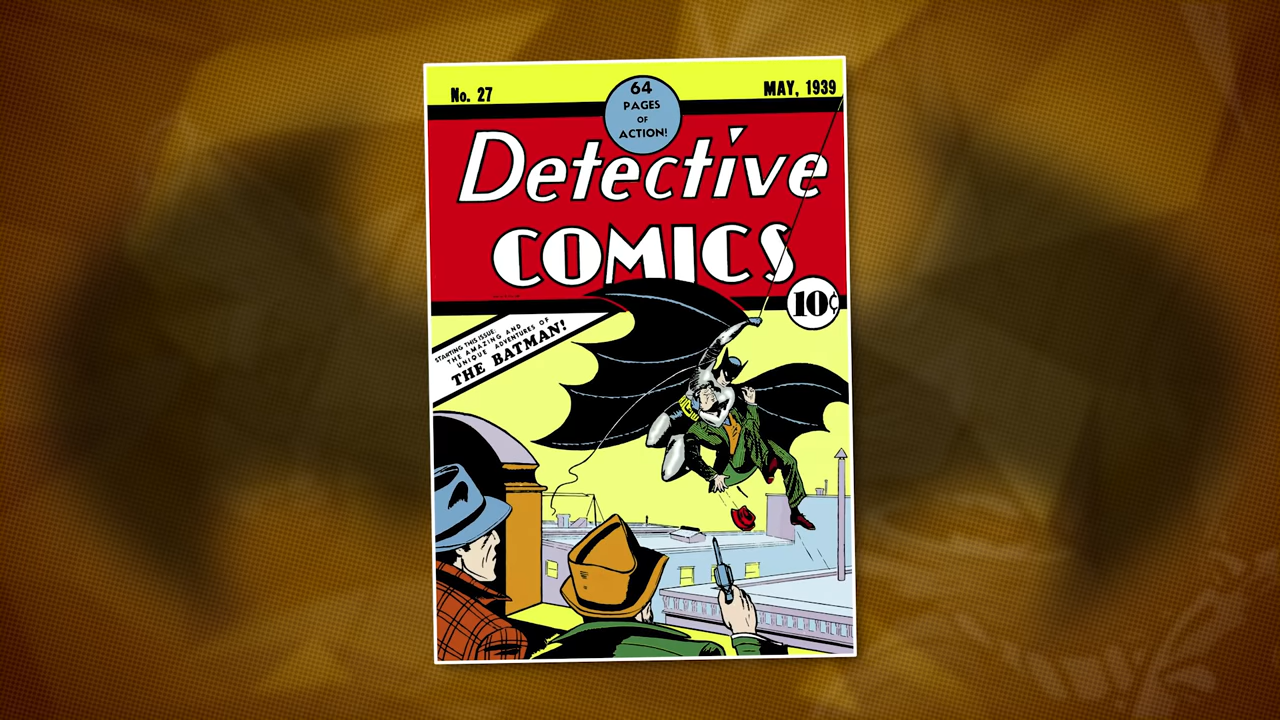 No. 27
64
PAGES
OF
ACTION!
MAY, 1939
Detective
COMICS
10¢
STARTING THIS ISSUE:
THE AMAZING AND
UNIQUE ADVENTURES OF
THE BATMAN!